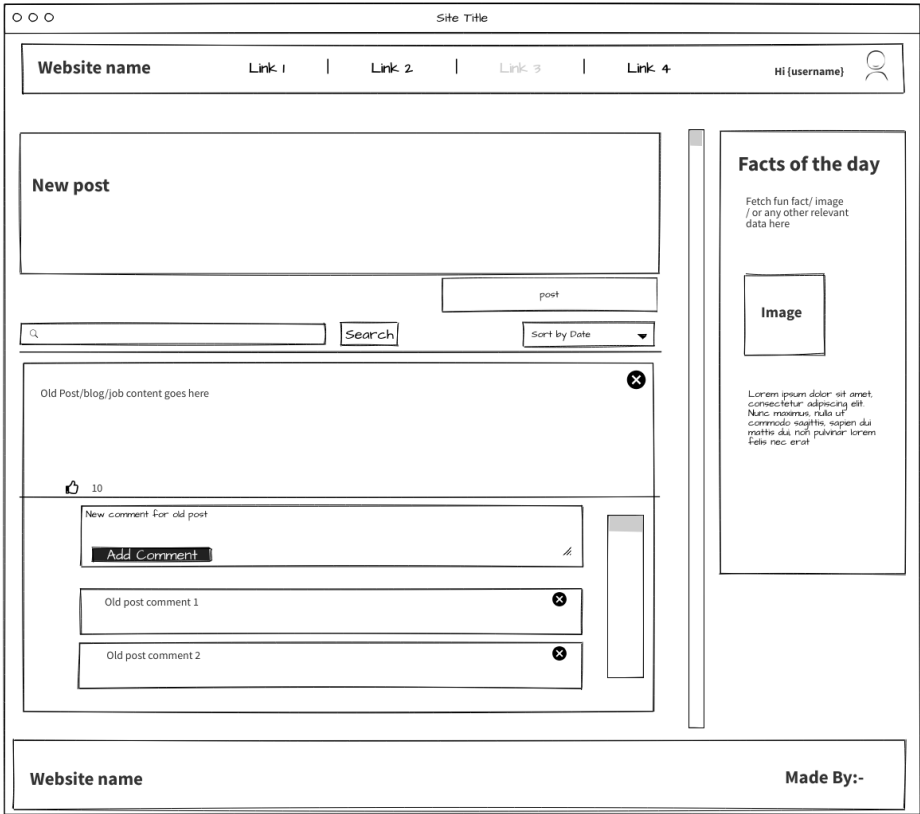 Site Title
Website name
Link 1 | Link 2 | Link 3 | Link 4
Hi {username}
New post
post
Search
Sort by Date
Old Post/blog/job content goes here
10
New comment for old post
Add Comment
Old post comment 1
Old post comment 2
Facts of the day
Fetch fun fact/ image
/ or any other relevant
data here
Image
Lorem ipsum dolor sit amet,
consectetur adipiscing elit.
Nunc maximus, nulla ut
commodo sagittis, sapien dui
mattis dui, non pulvinar lorem
felis nec erat
Website name
Made By:-